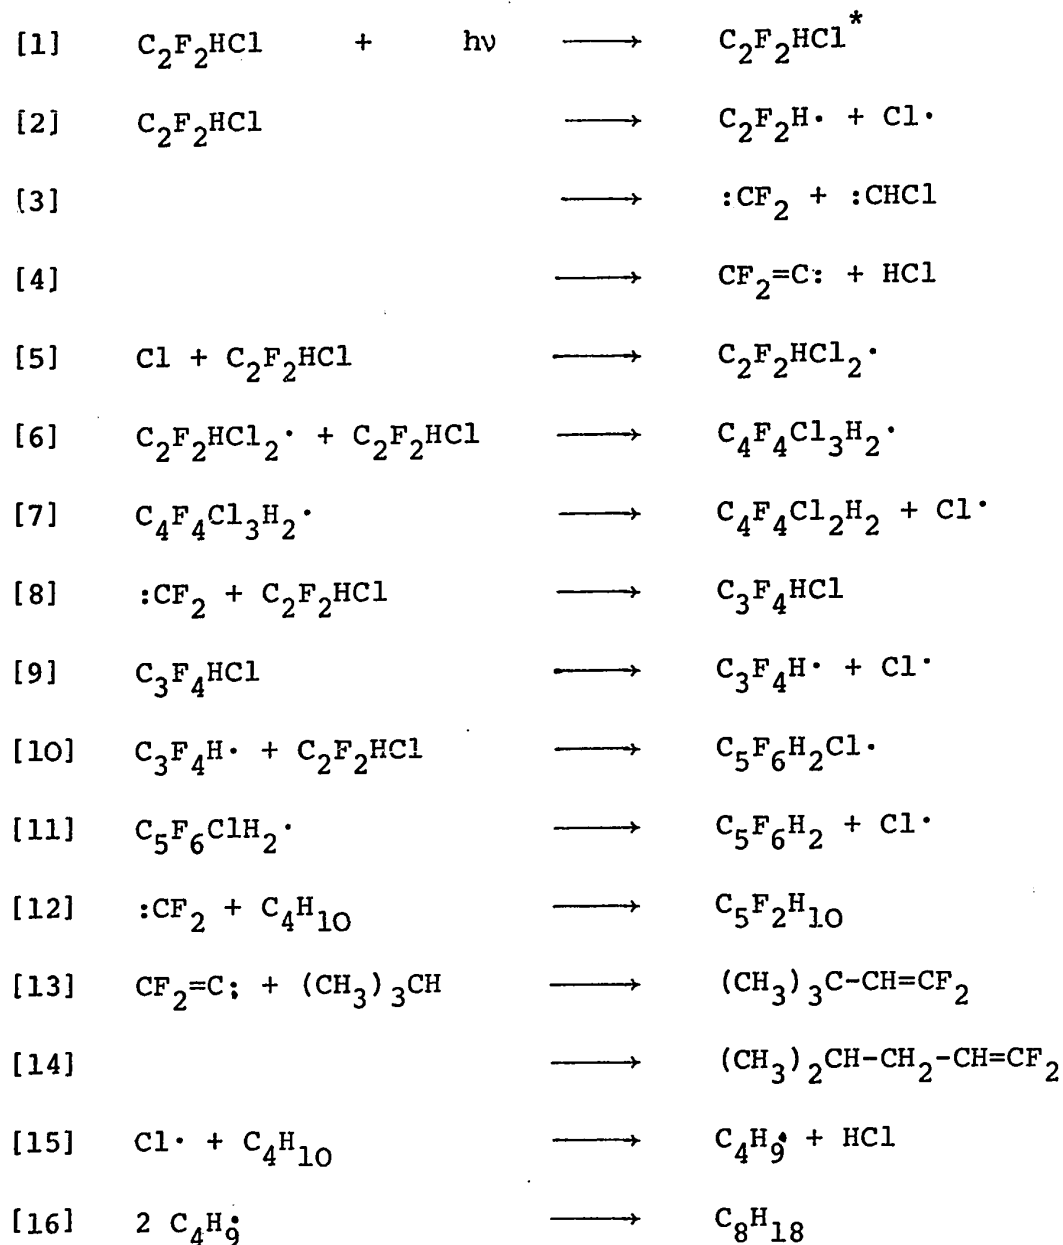 [1] C₂F₂HCl + hν ⟶ C₂F₂HCl*
[2] C₂F₂HCl ⟶ C₂F₂H· + Cl·
[3] ⟶ :CF₂ + :CHCl
[4] ⟶ CF₂=C: + HCl
[5] Cl + C₂F₂HCl ⟶ C₂F₂HCl₂·
[6] C₂F₂HCl₂· + C₂F₂HCl ⟶ C₄F₄Cl₃H₂·
[7] C₄F₄Cl₃H₂· ⟶ C₄F₄Cl₂H₂ + Cl·
[8] :CF₂ + C₂F₂HCl ⟶ C₃F₄HCl
[9] C₃F₄HCl ⟶ C₃F₄H· + Cl·
[10] C₃F₄H· + C₂F₂HCl ⟶ C₅F₆H₂Cl·
[11] C₅F₆ClH₂· ⟶ C₅F₆H₂ + Cl·
[12] :CF₂ + C₄H₁₀ ⟶ C₅F₂H₁₀
[13] CF₂=C: + (CH₃)₃CH ⟶ (CH₃)₃C-CH=CF₂
[14] ⟶ (CH₃)₂CH-CH₂-CH=CF₂
[15] Cl· + C₄H₁₀ ⟶ C₄H₉· + HCl
[16] 2 C₄H₉· ⟶ C₈H₁₈